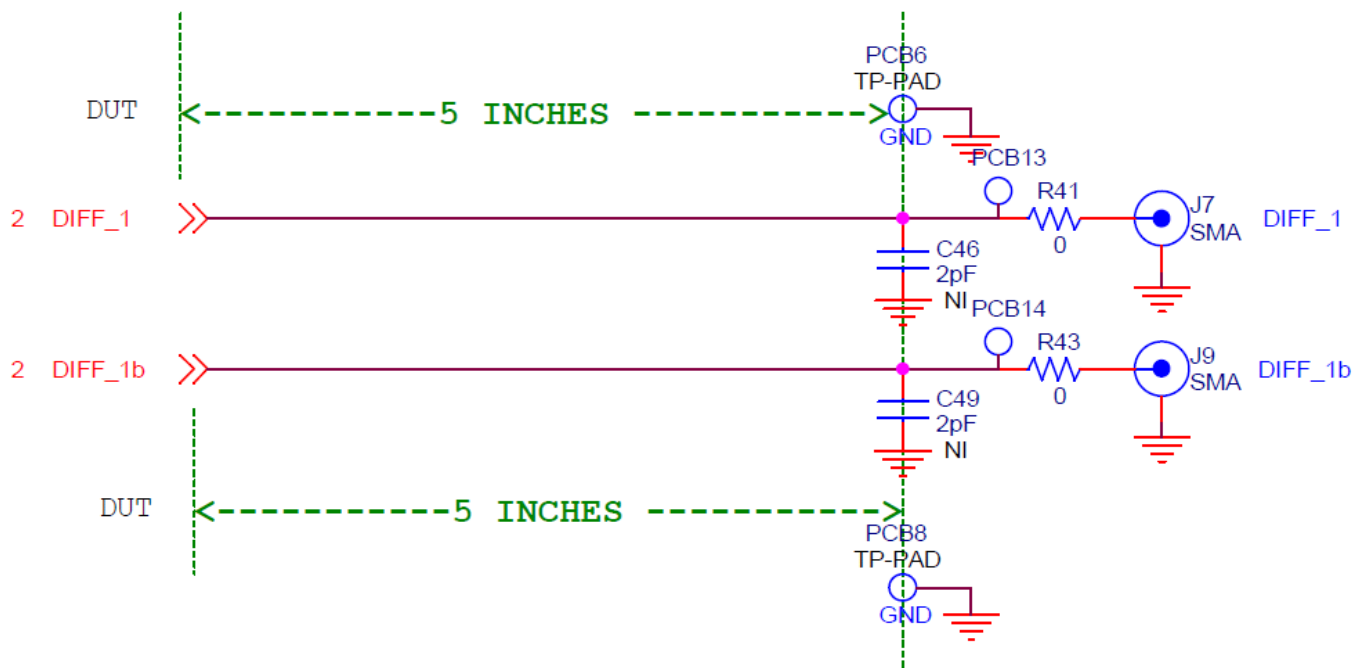 PCB6
TP-PAD
DUT
<----------5 INCHES ---------->
GND
PCB13
R41
0
J7
SMA
DIFF_1
2 DIFF_1
C46
2pF
NI
PCB14
R43
0
J9
SMA
DIFF_1b
2 DIFF_1b
C49
2pF
NI
DUT
<----------5 INCHES ---------->
PCB8
TP-PAD
GND